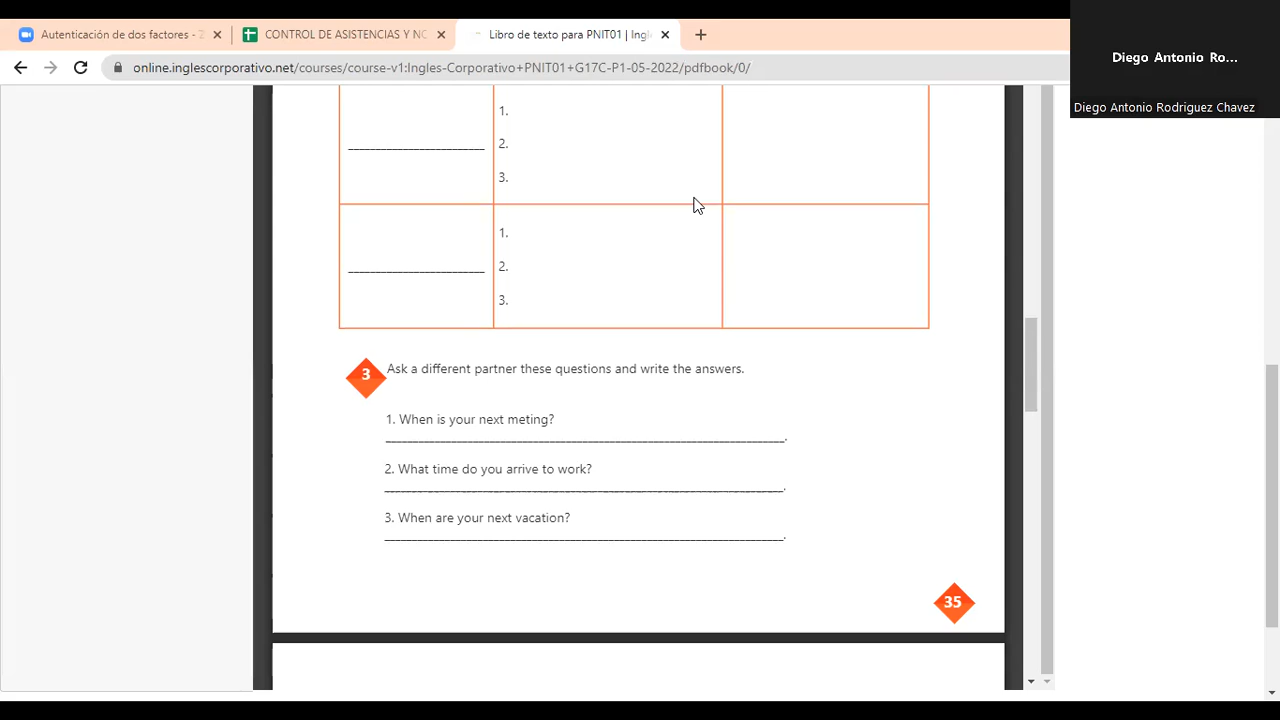 Autenticación de dos factores - Z
CONTROL DE ASISTENCIAS Y NO
Libro de texto para PNIT01 | Ingl
online.inglescorporativo.net/courses/course-v1:Ingles-Corporativo+PNIT01+G17C-P1-05-2022/pdfbook/0/
Diego Antonio Ro...
Diego Antonio Rodriguez Chavez
1.
2.
3.
1.
2.
3.
3 Ask a different partner these questions and write the answers.
1. When is your next meting?
2. What time do you arrive to work?
3. When are your next vacation?
35